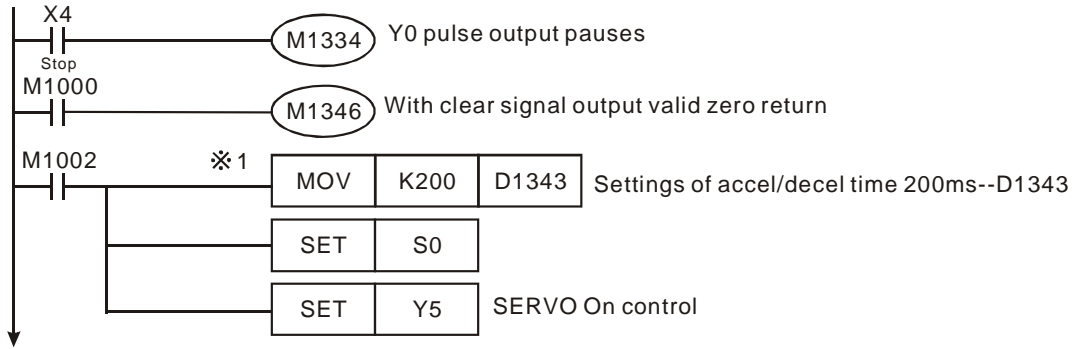 X4
M1334 Y0 pulse output pauses
Stop
M1000
M1346 With clear signal output valid zero return
M1002 ※1 MOV K200 D1343 Settings of accel/decel time 200ms--D1343
SET S0
SET Y5 SERVO On control